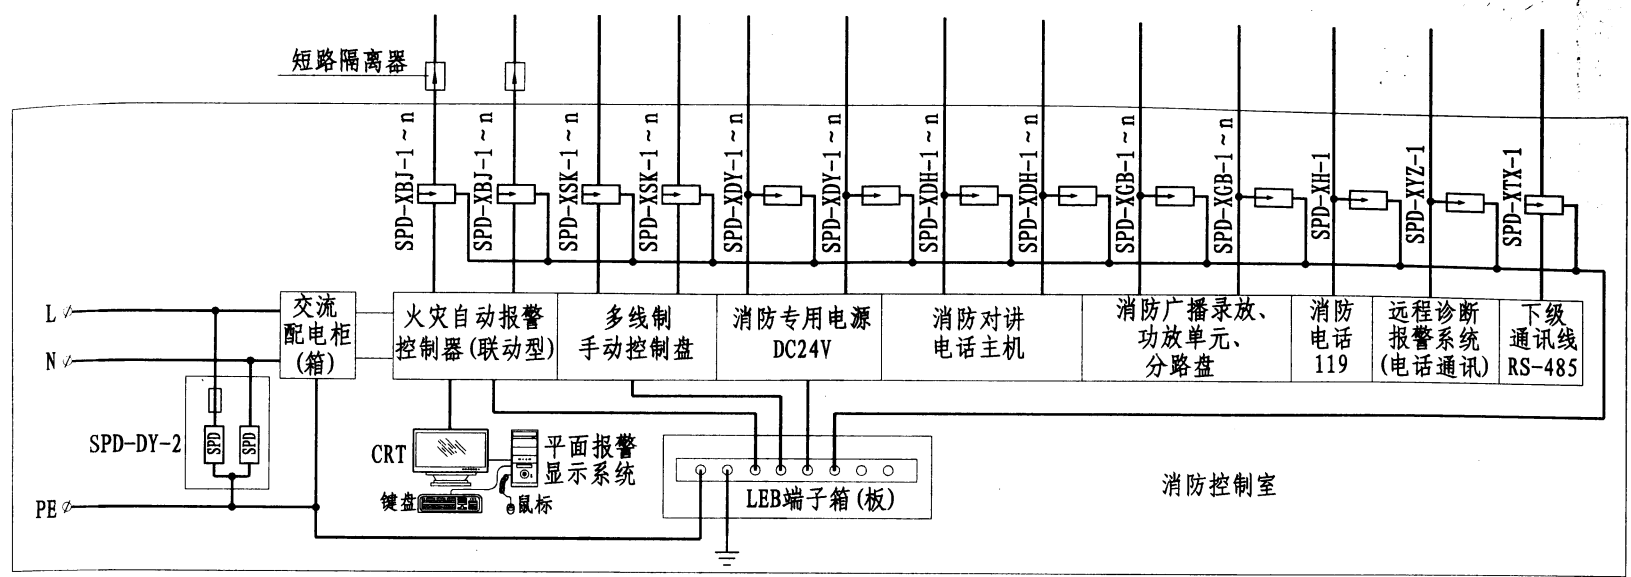 短路隔离器
SPD-XBJ-1~n
SPD-XBJ-1~n
SPD-XSK-1~n
SPD-XSK-1~n
SPD-XDY-1~n
SPD-XDY-1~n
SPD-XDH-1~n
SPD-XDH-1~n
SPD-XGB-1~n
SPD-XGB-1~n
SPD-XH-1
SPD-XYZ-1
SPD-XTX-1
L
N
PE
交流
配电柜
(箱)
火灾自动报警
控制器(联动型)
多线制
手动控制盘
消防专用电源
DC24V
消防对讲
电话主机
消防广播录放、
功放单元、
分路盘
消防
电话
119
远程诊断
报警系统
(电话通讯)
下级
通讯线
RS-485
SPD-DY-2
SPD
SPD
CRT
平面报警
显示系统
键盘
鼠标
LEB端子箱(板)
消防控制室